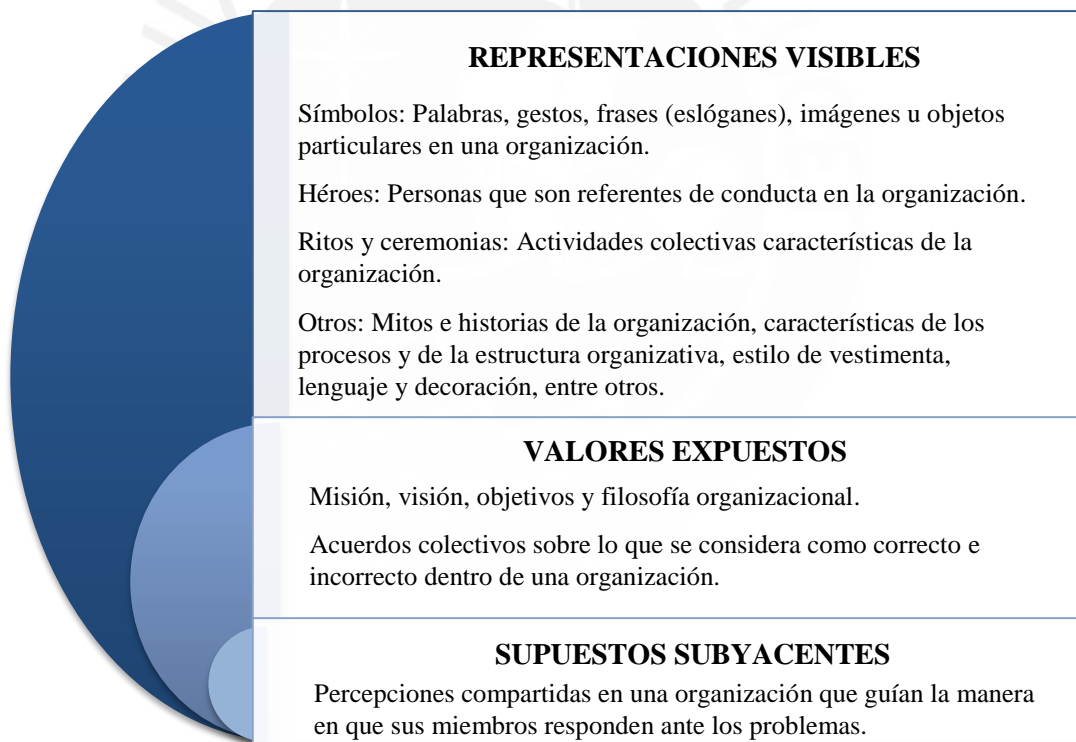 REPRESENTACIONES VISIBLES
Símbolos: Palabras, gestos, frases (eslóganes), imágenes u objetos
particulares en una organización.
Héroes: Personas que son referentes de conducta en la organización.
Ritos y ceremonias: Actividades colectivas características de la
organización.
Otros: Mitos e historias de la organización, características de los
procesos y de la estructura organizativa, estilo de vestimenta,
lenguaje y decoración, entre otros.
VALORES EXPUESTOS
Misión, visión, objetivos y filosofía organizacional.
Acuerdos colectivos sobre lo que se considera como correcto e
incorrecto dentro de una organización.
SUPUESTOS SUBYACENTES
Percepciones compartidas en una organización que guían la manera
en que sus miembros responden ante los problemas.